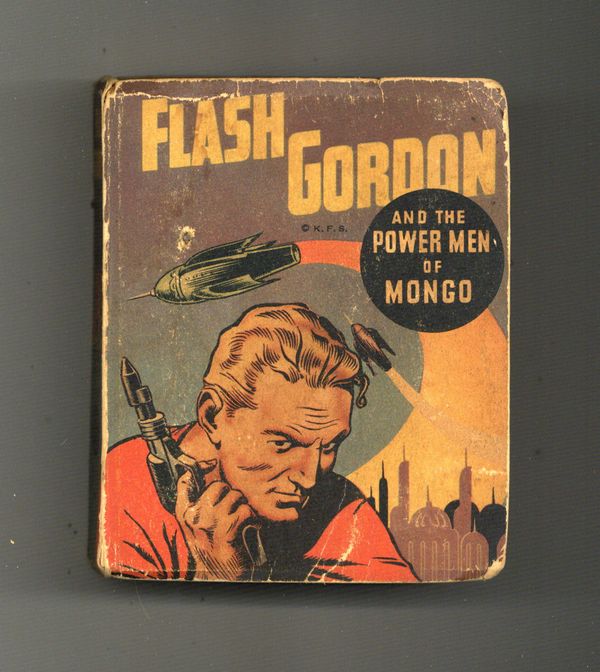 FLASH
GORDON
© K. F. S.
AND THE
POWER MEN
OF
MONGO